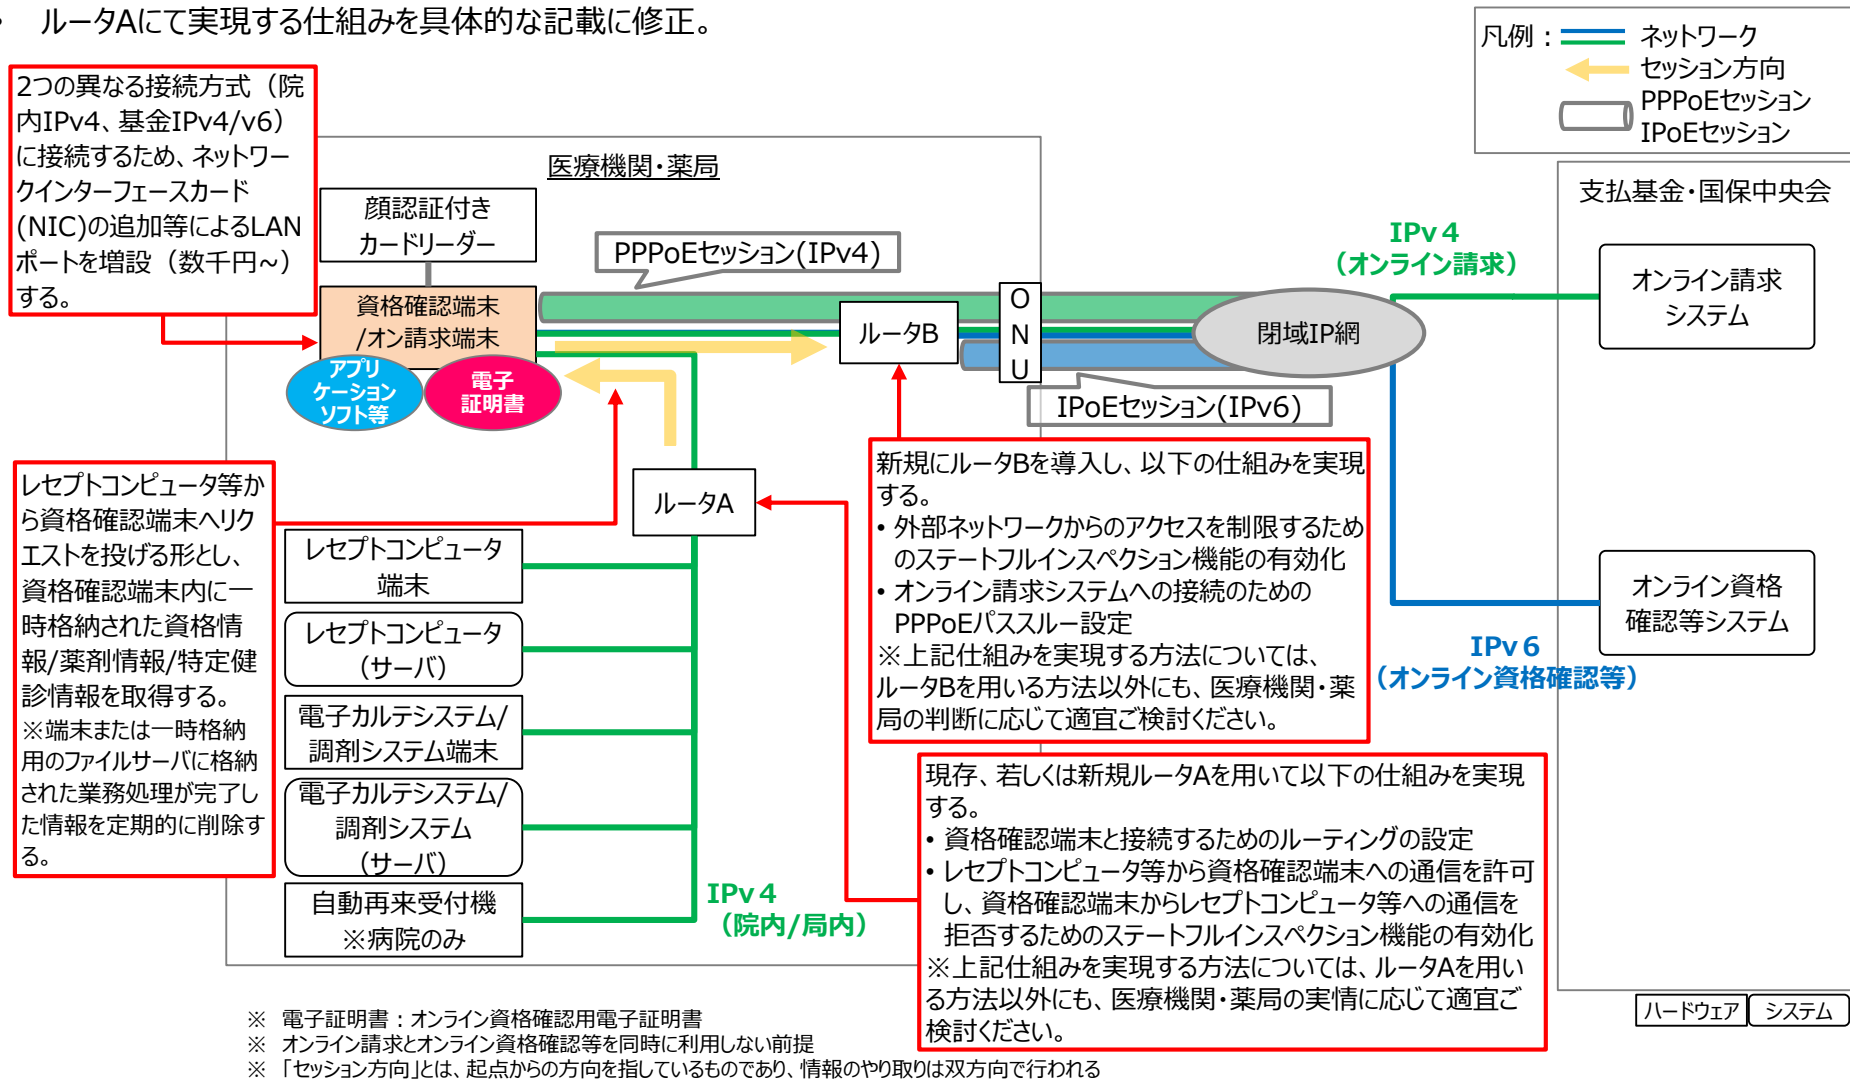 ・ ルータAにて実現する仕組みを具体的な記載に修正。
凡例：
ネットワーク
セッション方向
PPPoEセッション
IPoEセッション
2つの異なる接続方式（院
内IPv4、基金IPv4/v6）
に接続するため、ネットワー
クインターフェースカード
(NIC)の追加等によるLAN
ポートを増設（数千円~）
する。
医療機関・薬局
顔認証付き
カードリーダー
資格確認端末
/オン請求端末
アプリ
ケーション
ソフト等
電子
証明書
PPPoEセッション(IPv4)
ルータB
O
N
U
閉域IP網
IPoEセッション(IPv6)
IPv４
（オンライン請求）
支払基金・国保中央会
オンライン請求
システム
オンライン資格
確認等システム
IPv６
（オンライン資格確認等）
レセプトコンピュータ等か
ら資格確認端末へリク
エストを投げる形とし、
資格確認端末内に一
時格納された資格情
報/薬剤情報/特定健
診情報を取得する。
※端末または一時格納
用のファイルサーバに格納
された業務処理が完了し
た情報を定期的に削除す
る。
ルータA
レセプトコンピュータ
端末
レセプトコンピュータ
（サーバ）
電子カルテシステム/
調剤システム端末
電子カルテシステム/
調剤システム
（サーバ）
自動再来受付機
※病院のみ
IPv４
（院内/局内）
新規にルータBを導入し、以下の仕組みを実現
する。
• 外部ネットワークからのアクセスを制限するため
のステートフルインスペクション機能の有効化
• オンライン請求システムへの接続のための
PPPoEパススルー設定
※上記仕組みを実現する方法については、
ルータBを用いる方法以外にも、医療機関・薬
局の判断に応じて適宜ご検討ください。
現存、若しくは新規ルータAを用いて以下の仕組みを実現
する。
• 資格確認端末と接続するためのルーティングの設定
• レセプトコンピュータ等から資格確認端末への通信を許可
し、資格確認端末からレセプトコンピュータ等への通信を
拒否するためのステートフルインスペクション機能の有効化
※上記仕組みを実現する方法については、ルータAを用い
る方法以外にも、医療機関・薬局の実情に応じて適宜ご
検討ください。
ハードウェア
システム
※ 電子証明書：オンライン資格確認用電子証明書
※ オンライン請求とオンライン資格確認等を同時に利用しない前提
※ 「セッション方向」とは、起点からの方向を指しているものであり、情報のやり取りは双方向で行われる